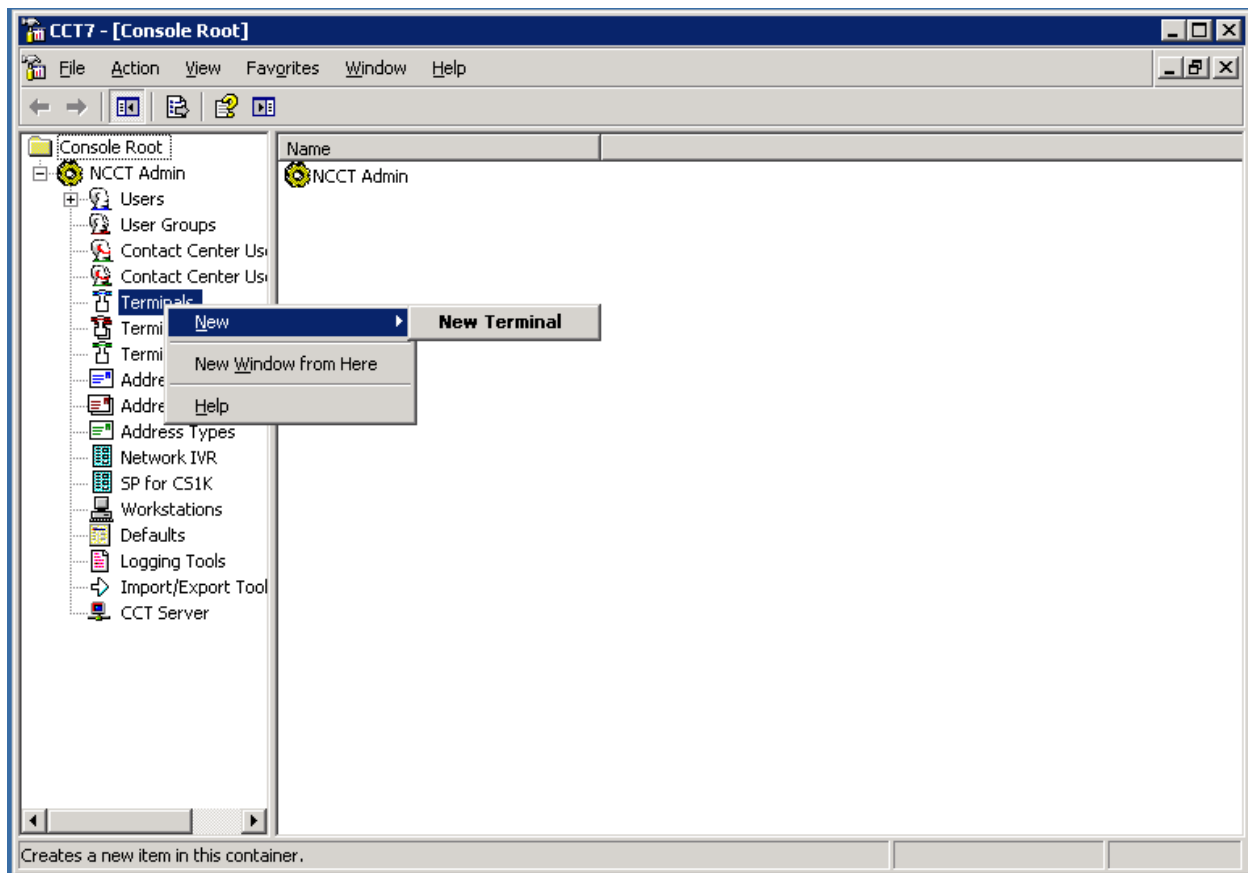 CCT7 - [Console Root]
File Action View Favorites Window Help
Console Root
NCCT Admin
Users
User Groups
Contact Center Us
Contact Center Us
Terminals
Termi
Termi
Addre
Addre
Address Types
Network IVR
SP for CS1K
Workstations
Defaults
Logging Tools
Import/Export Tool
CCT Server
New
New Window from Here
Help
New Terminal
Name
NCCT Admin
Creates a new item in this container.